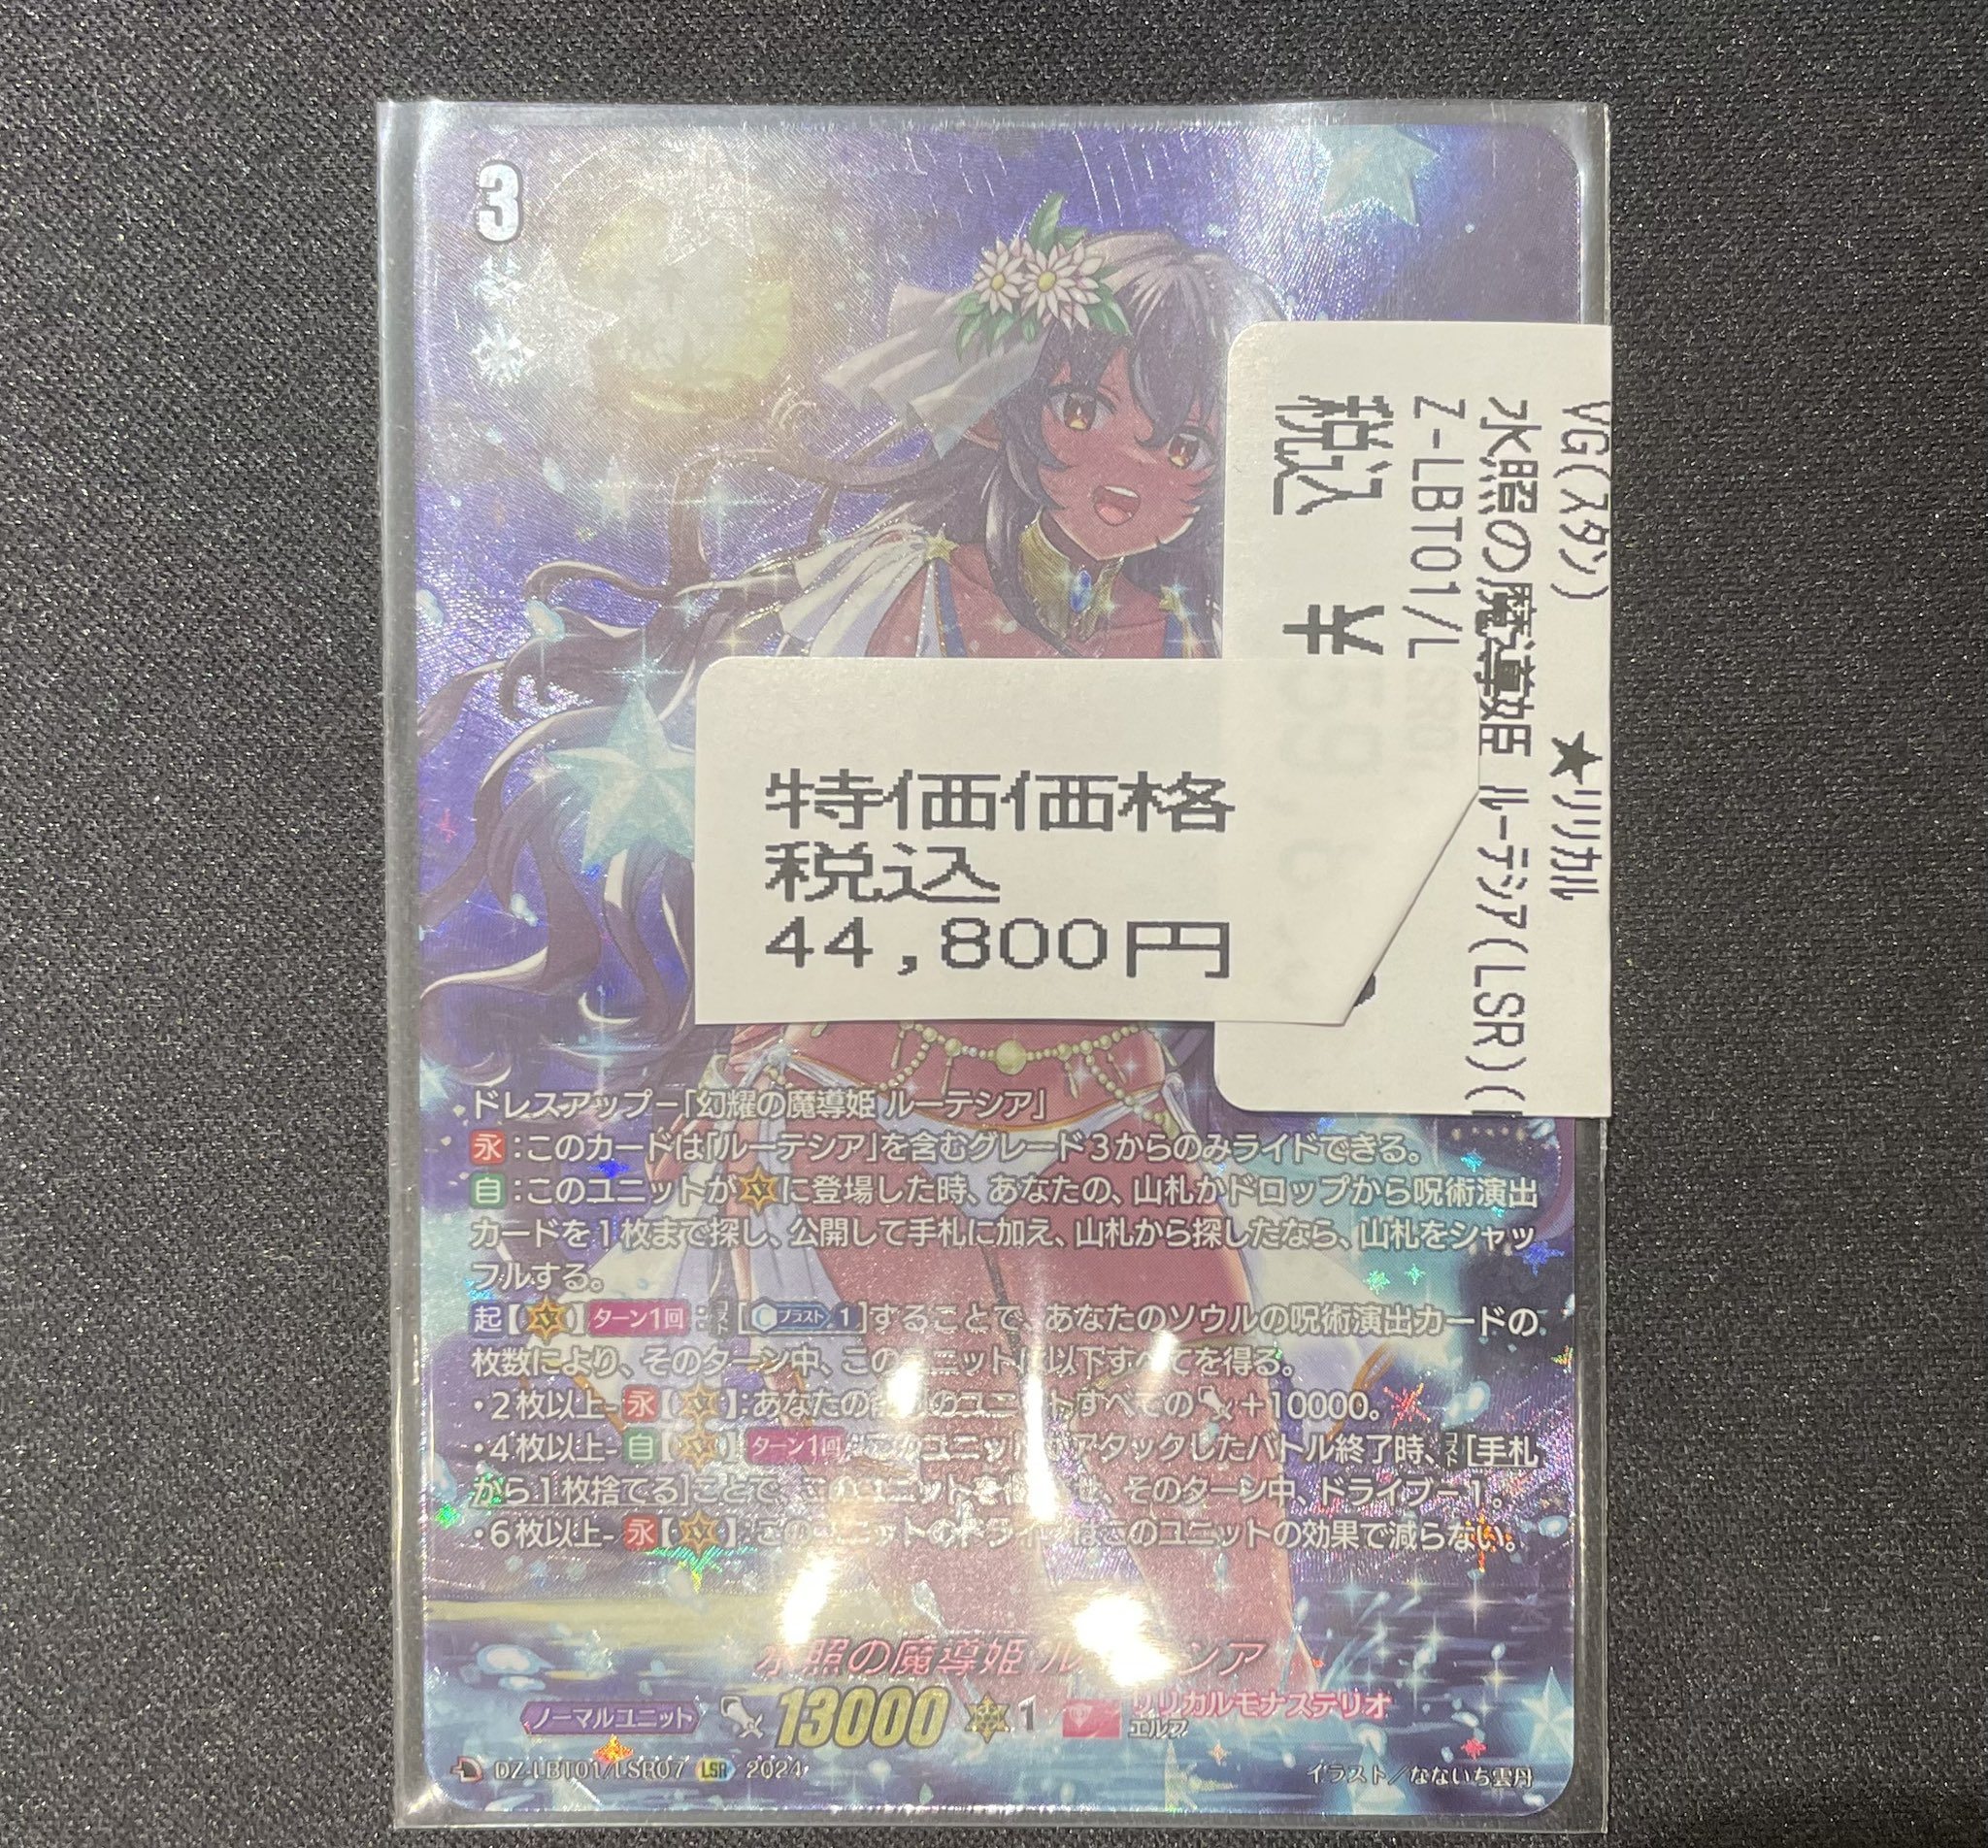 3
VG(スタン) ★リリカル
水照の魔導姫 ルーテシア(LSR)(
Z-LBT01/L
税込 ¥59,8
特価価格
税込
44,800円
ドレスアップ-「幻耀の魔導姫 ルーテシア」
永:このカードは「ルーテシア」を含むグレード3からのみライドできる。
自:このユニットがVに登場した時、あなたの、山札かドロップから呪術演出
カードを1枚まで探し、公開して手札に加え、山札から探したなら、山札をシャッ
フルする。
起【V】ターン1回:コスト[ブラスト1]することで、あなたのソウルの呪術演出カードの
枚数により、そのターン中、このユニットは以下すべてを得る。
・2枚以上-永【V】:あなたの のユニットすべての +10000。
・4枚以上-自【V】ターン1回:このユニットがアタックしたバトル終了時、コスト[手札
から1枚捨てる]ことで、このユニットを 、そのターン中、ドライブ-1。
・6枚以上-永【V】:このユニットのドライブはこのユニットの効果で減らない。
水照の魔導姫 ルーテシア
ノーマルユニット 13000 1 リリカルモナステリオ
エルフ
D DZ-LBT01/LSR07 LSR 2024 イラスト/なないち雲丹